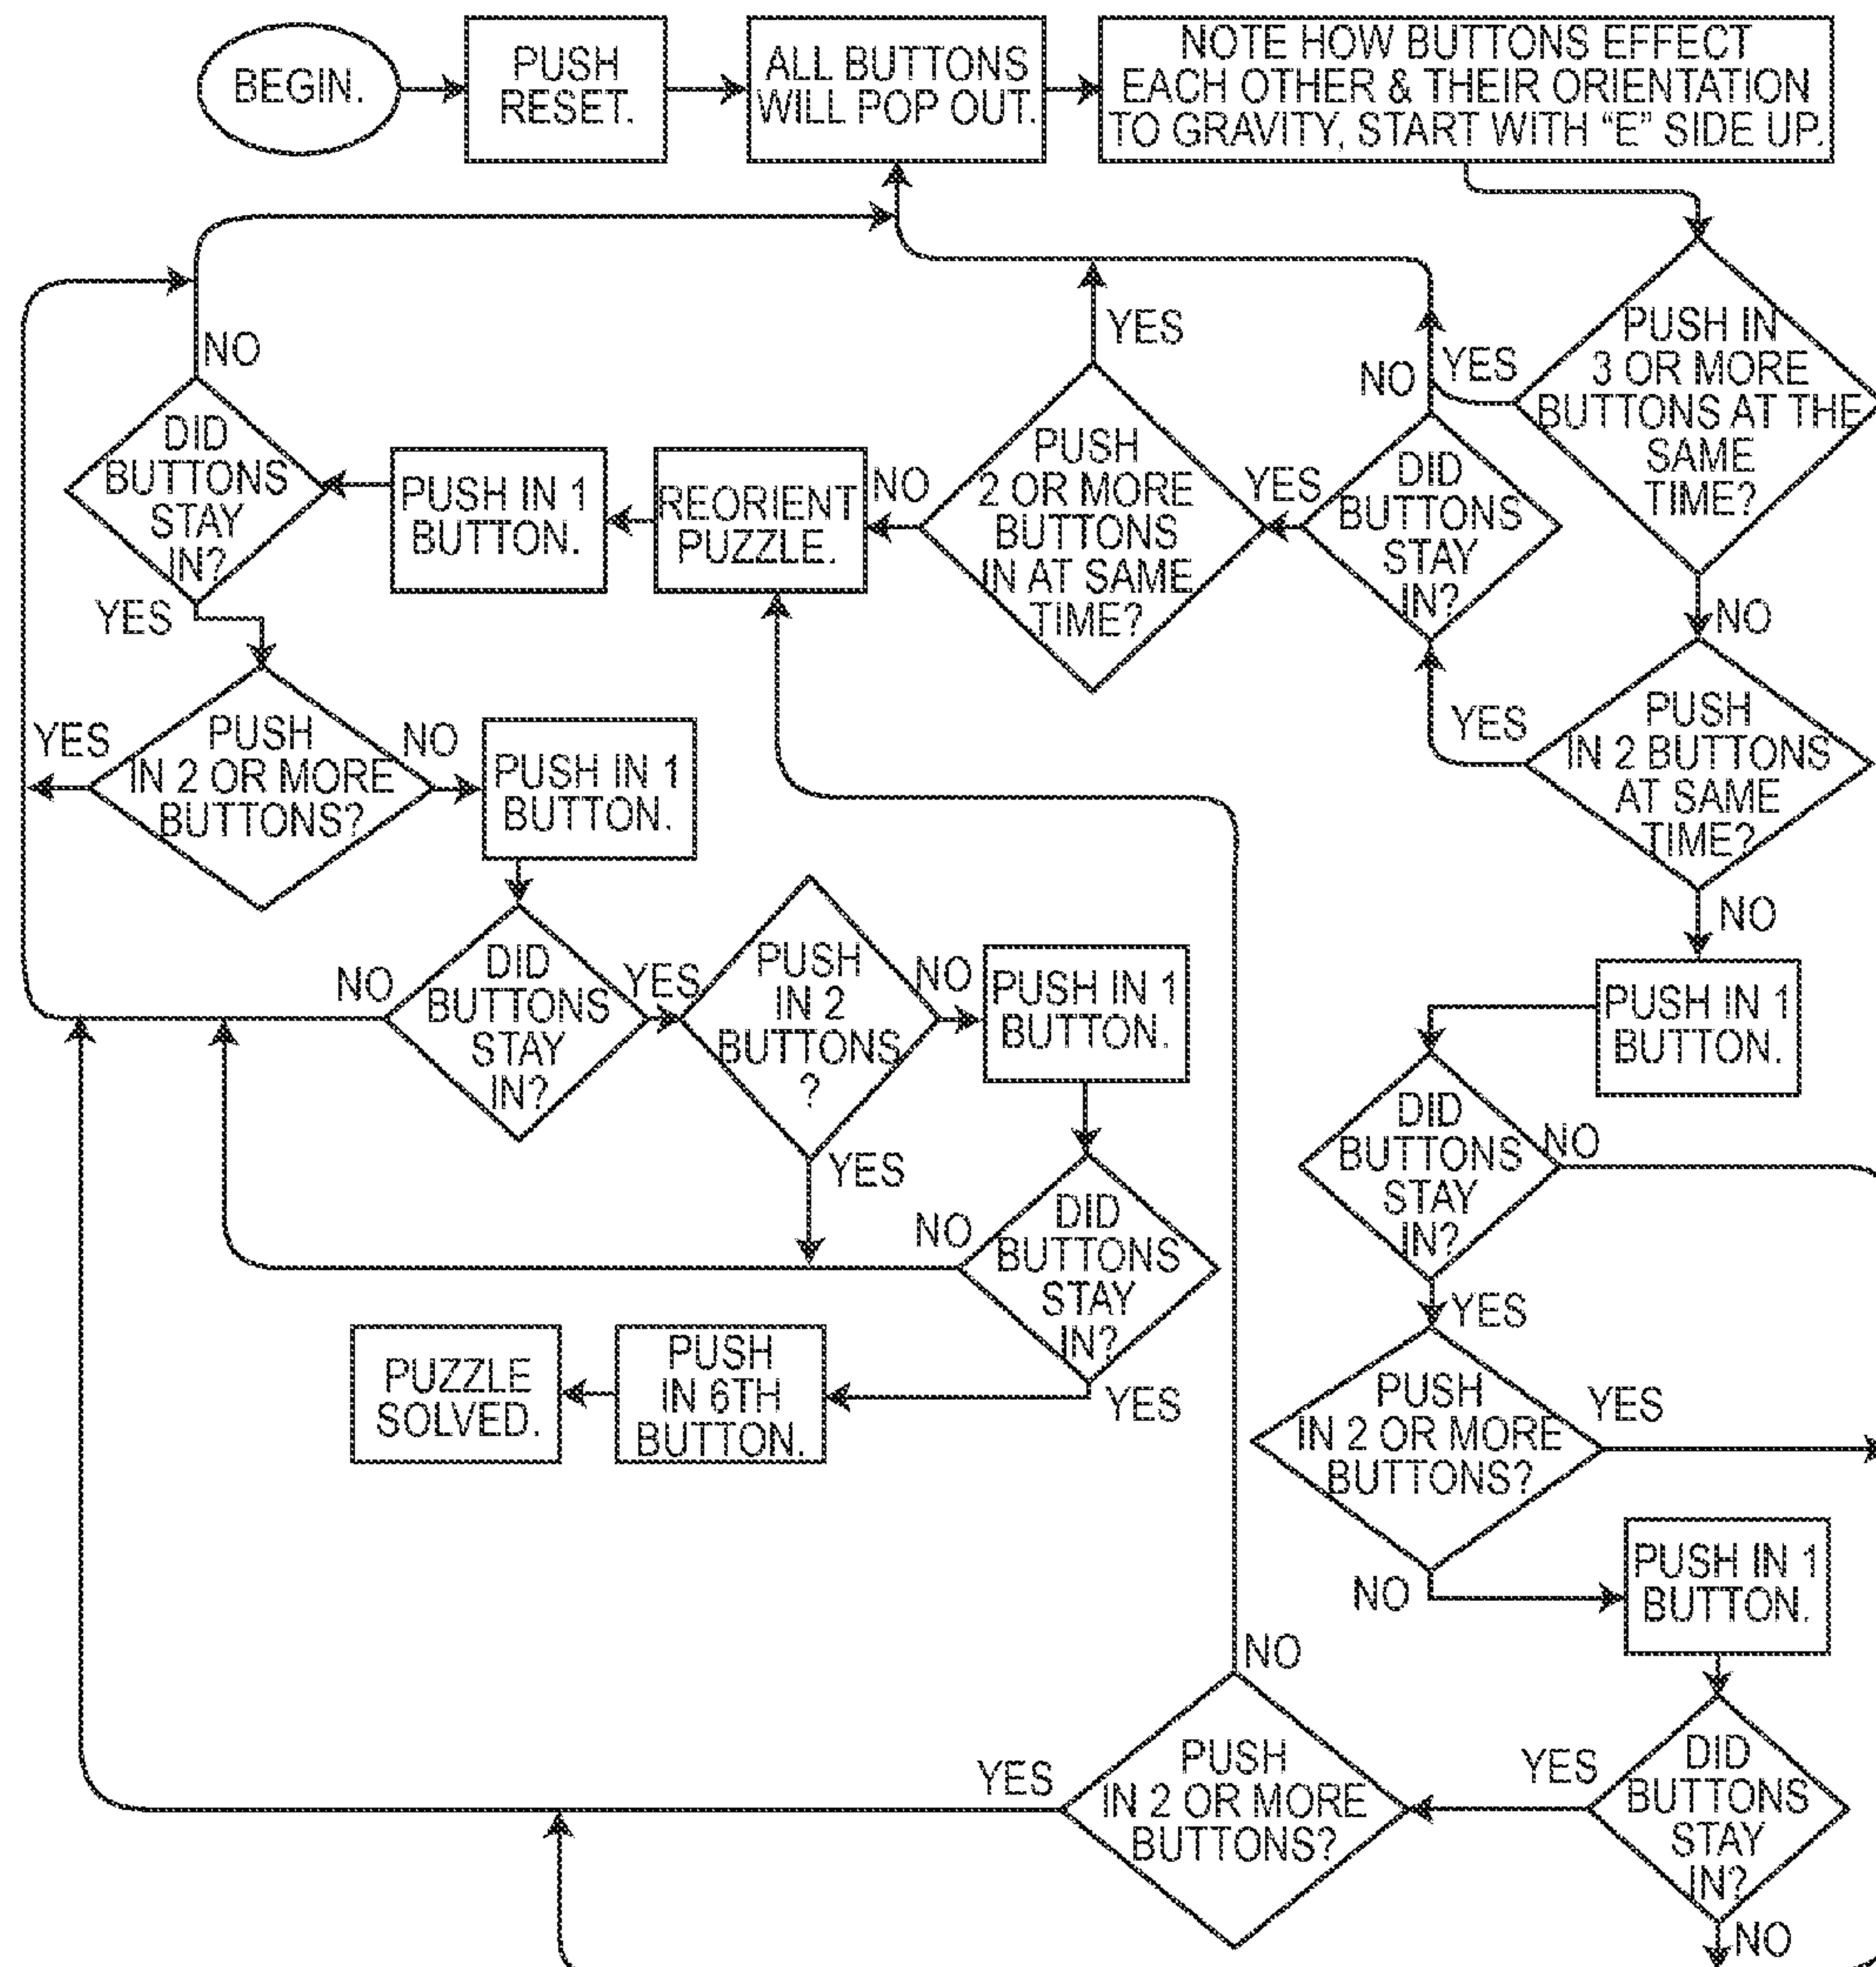 BEGIN.
PUSH
RESET.
ALL BUTTONS
WILL POP OUT.
NOTE HOW BUTTONS EFFECT
EACH OTHER & THEIR ORIENTATION
TO GRAVITY, START WITH “E” SIDE UP.
PUSH IN
3 OR MORE
BUTTONS AT THE
SAME
TIME?
YES
NO
PUSH
IN 2 BUTTONS
AT SAME
TIME?
YES
NO
DID
BUTTONS
STAY
IN?
NO
YES
PUSH
2 OR MORE
BUTTONS
IN AT SAME
TIME?
YES
NO
REORIENT
PUZZLE.
PUSH IN 1
BUTTON.
DID
BUTTONS
STAY
IN?
NO
YES
PUSH
IN 2 OR MORE
BUTTONS?
YES
NO
PUSH IN 1
BUTTON.
DID
BUTTONS
STAY
IN?
NO
YES
PUSH
IN 2
BUTTONS
?
NO
YES
PUSH IN 1
BUTTON.
DID
BUTTONS
STAY
IN?
NO
YES
PUSH
IN 6TH
BUTTON.
PUZZLE
SOLVED.
PUSH IN 1
BUTTON.
DID
BUTTONS
STAY
IN?
NO
YES
PUSH
IN 2 OR MORE
BUTTONS?
YES
NO
PUSH IN 1
BUTTON.
DID
BUTTONS
STAY
IN?
YES
NO
PUSH
IN 2 OR MORE
BUTTONS?
YES
NO